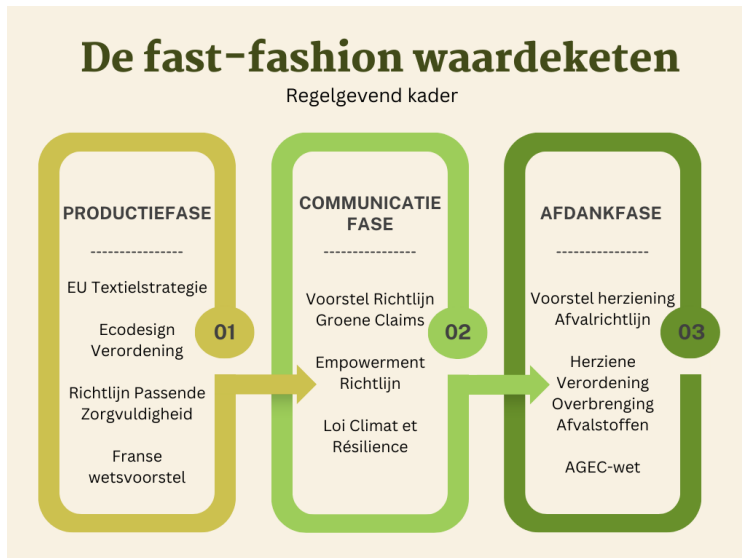 De fast-fashion waardeketen
Regelgevend kader
PRODUCTIEFASE
----------------
EU Textielstrategie
Ecodesign
Verordening
Richtlijn Passende
Zorgvuldigheid
Franse
wetsvoorstel
01
COMMUNICATIE
FASE
----------------
Voorstel Richtlijn
Groene Claims
Empowerment
Richtlijn
Loi Climat et
Résilience
02
AFDANKFASE
----------------
Voorstel herziening
Afvalrichtlijn
Herziene
Verordening
Overbrenging
Afvalstoffen
AGEC-wet
03